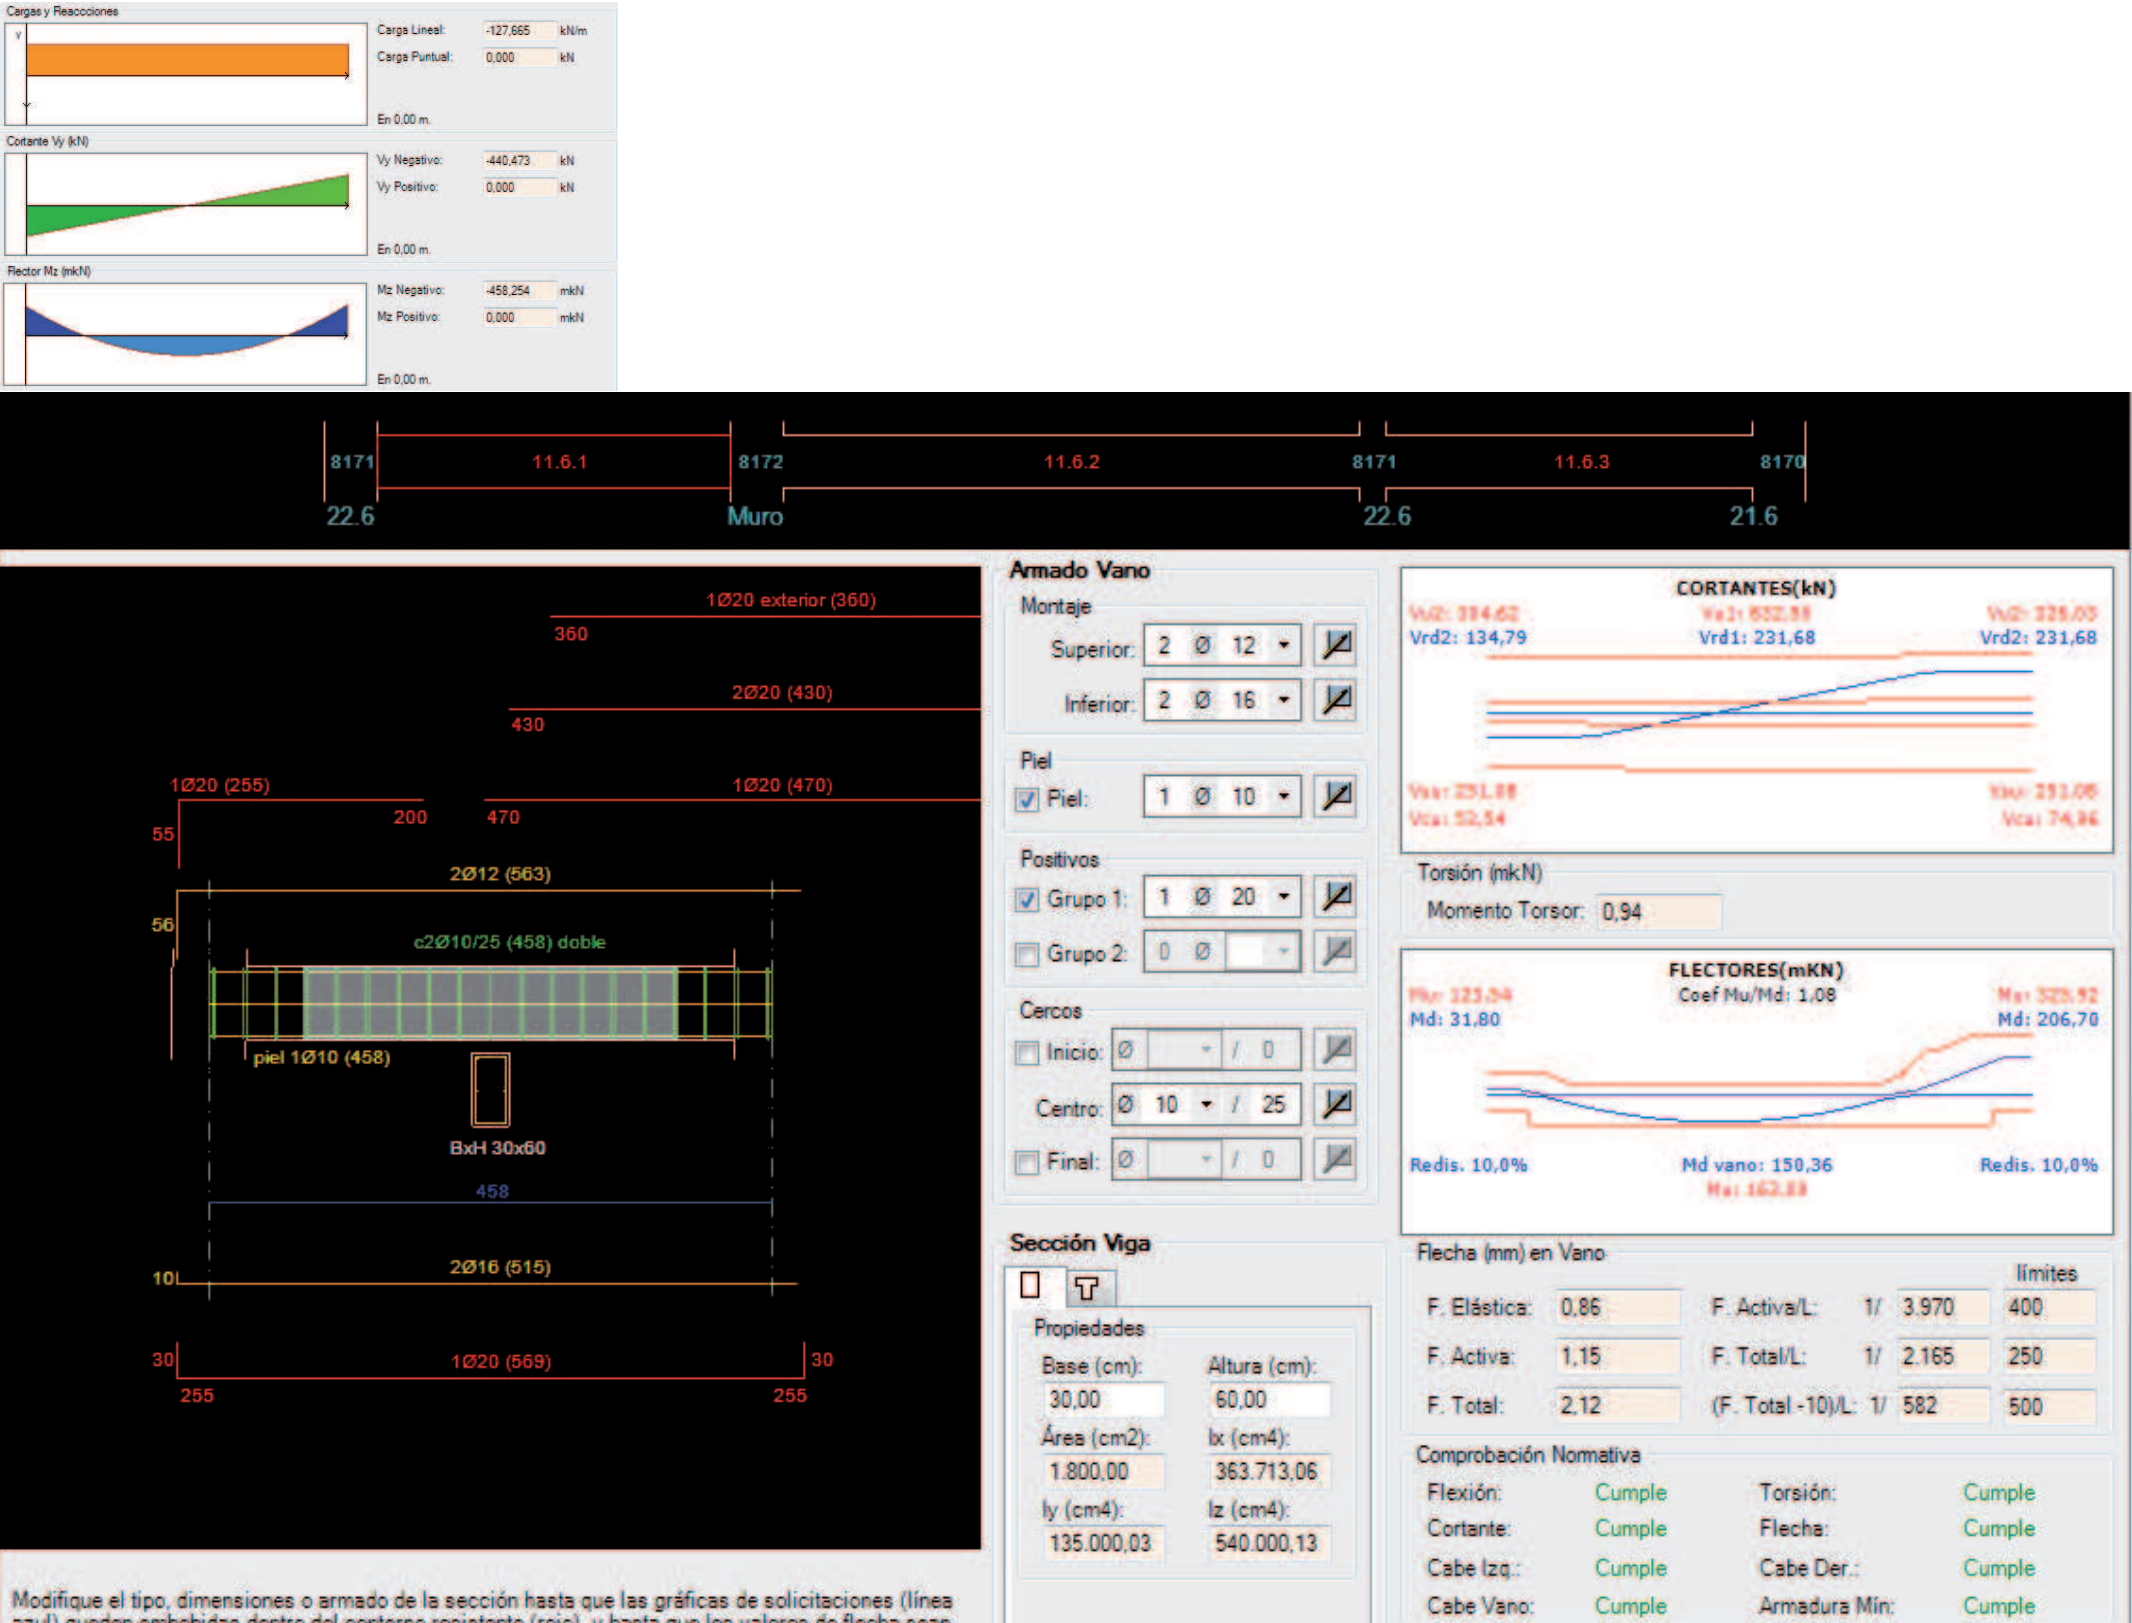 Cargas y Reaocciones
Y
Carga Lineal: -127,665 kN/m
Carga Puntual: 0,000 kN
En 0,00 m.
Cortante Vy (kN)
Vy Negativo: -440,473 kN
Vy Positivo: 0,000 kN
En 0,00 m.
Flector Mz (mkN)
Mz Negativo: -458,254 mkN
Mz Positivo: 0,000 mkN
En 0,00 m.
8171 11.6.1 8172 11.6.2 8171 11.6.3 8170
22.6 Muro 22.6 21.6
1Ø20 exterior (360)
360
2Ø20 (430)
430
1Ø20 (255) 1Ø20 (470)
200 470
55
2Ø12 (563)
56
c2Ø10/25 (458) doble
piel 1Ø10 (458)
BxH 30x60
458
2Ø16 (515)
10
30 1Ø20 (569) 30
255 255
Modifique el tipo, dimensiones o armado de la sección hasta que las gráficas de solicitaciones (línea
Armado Vano
Montaje
Superior: 2 Ø 12
Inferior: 2 Ø 16
Piel
Piel: 1 Ø 10
Positivos
Grupo 1: 1 Ø 20
Grupo 2: 0 Ø
Cercos
Inicio: Ø / 0
Centro: Ø 10 / 25
Final: Ø / 0
Sección Viga
Propiedades
Base (cm): Altura (cm):
30,00 60,00
Área (cm2): Ix (cm4):
1.800,00 363.713,06
Iy (cm4): Iz (cm4):
135.000,03 540.000,13
CORTANTES(kN)
Vrd2: 134,79 Vrd1: 231,68 Vrd2: 231,68
Torsión (mkN)
Momento Torsor: 0,94
FLECTORES(mKN)
Coef Mu/Md: 1,08
Md: 31,80 Md: 206,70
Redis. 10,0% Md vano: 150,36 Redis. 10,0%
Flecha (mm) en Vano
límites
F. Elástica: 0,86 F. Activa/L: 1/ 3.970 400
F. Activa: 1,15 F. Total/L: 1/ 2.165 250
F. Total: 2,12 (F. Total -10)/L: 1/ 582 500
Comprobación Normativa
Flexión: Cumple Torsión: Cumple
Cortante: Cumple Flecha: Cumple
Cabe Izq.: Cumple Cabe Der.: Cumple
Cabe Vano: Cumple Armadura Mín: Cumple